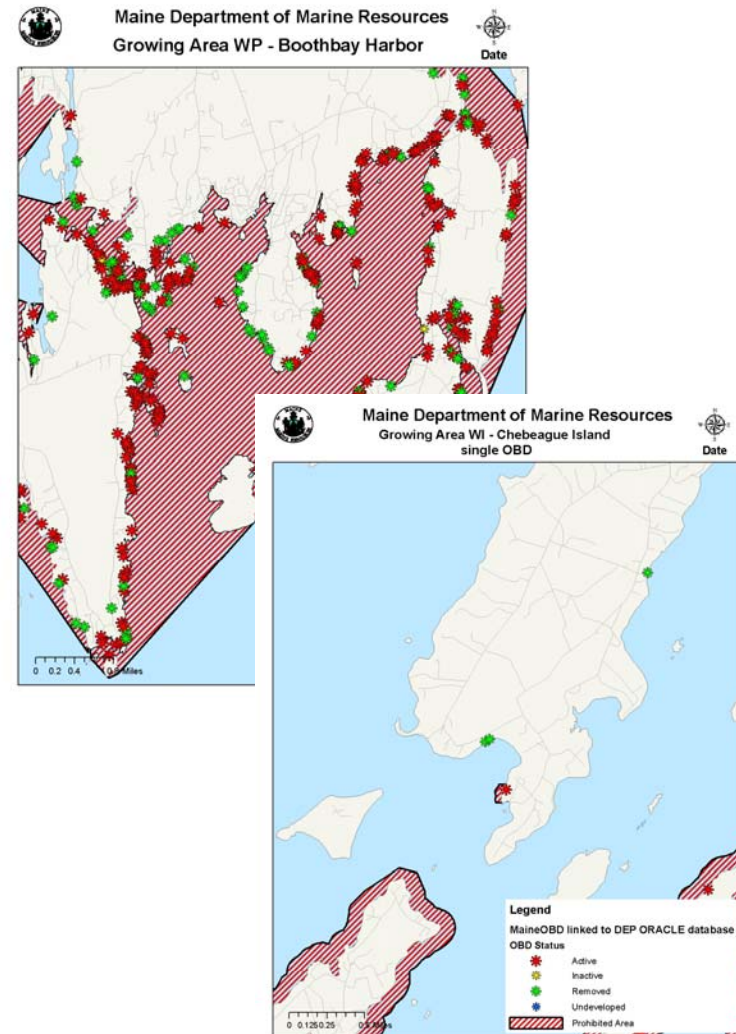 Maine Department of Marine Resources
Growing Area WP - Boothbay Harbor
Date
0 0.2 0.4 Miles
Maine Department of Marine Resources
Growing Area WI - Chebeague Island
single OBD
Date
Legend
MaineOBD linked to DEP ORACLE database
OBD Status
Active
Inactive
Removed
Undeveloped
Prohibited Area
0 0.125 0.25 Miles